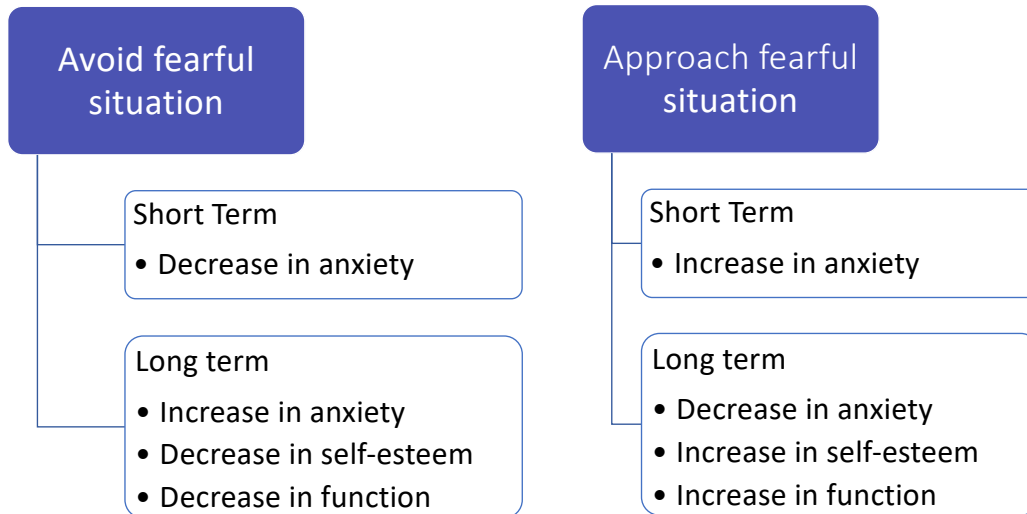 Avoid fearful
situation
Short Term
• Decrease in anxiety
Long term
• Increase in anxiety
• Decrease in self-esteem
• Decrease in function
Approach fearful
situation
Short Term
• Increase in anxiety
Long term
• Decrease in anxiety
• Increase in self-esteem
• Increase in function